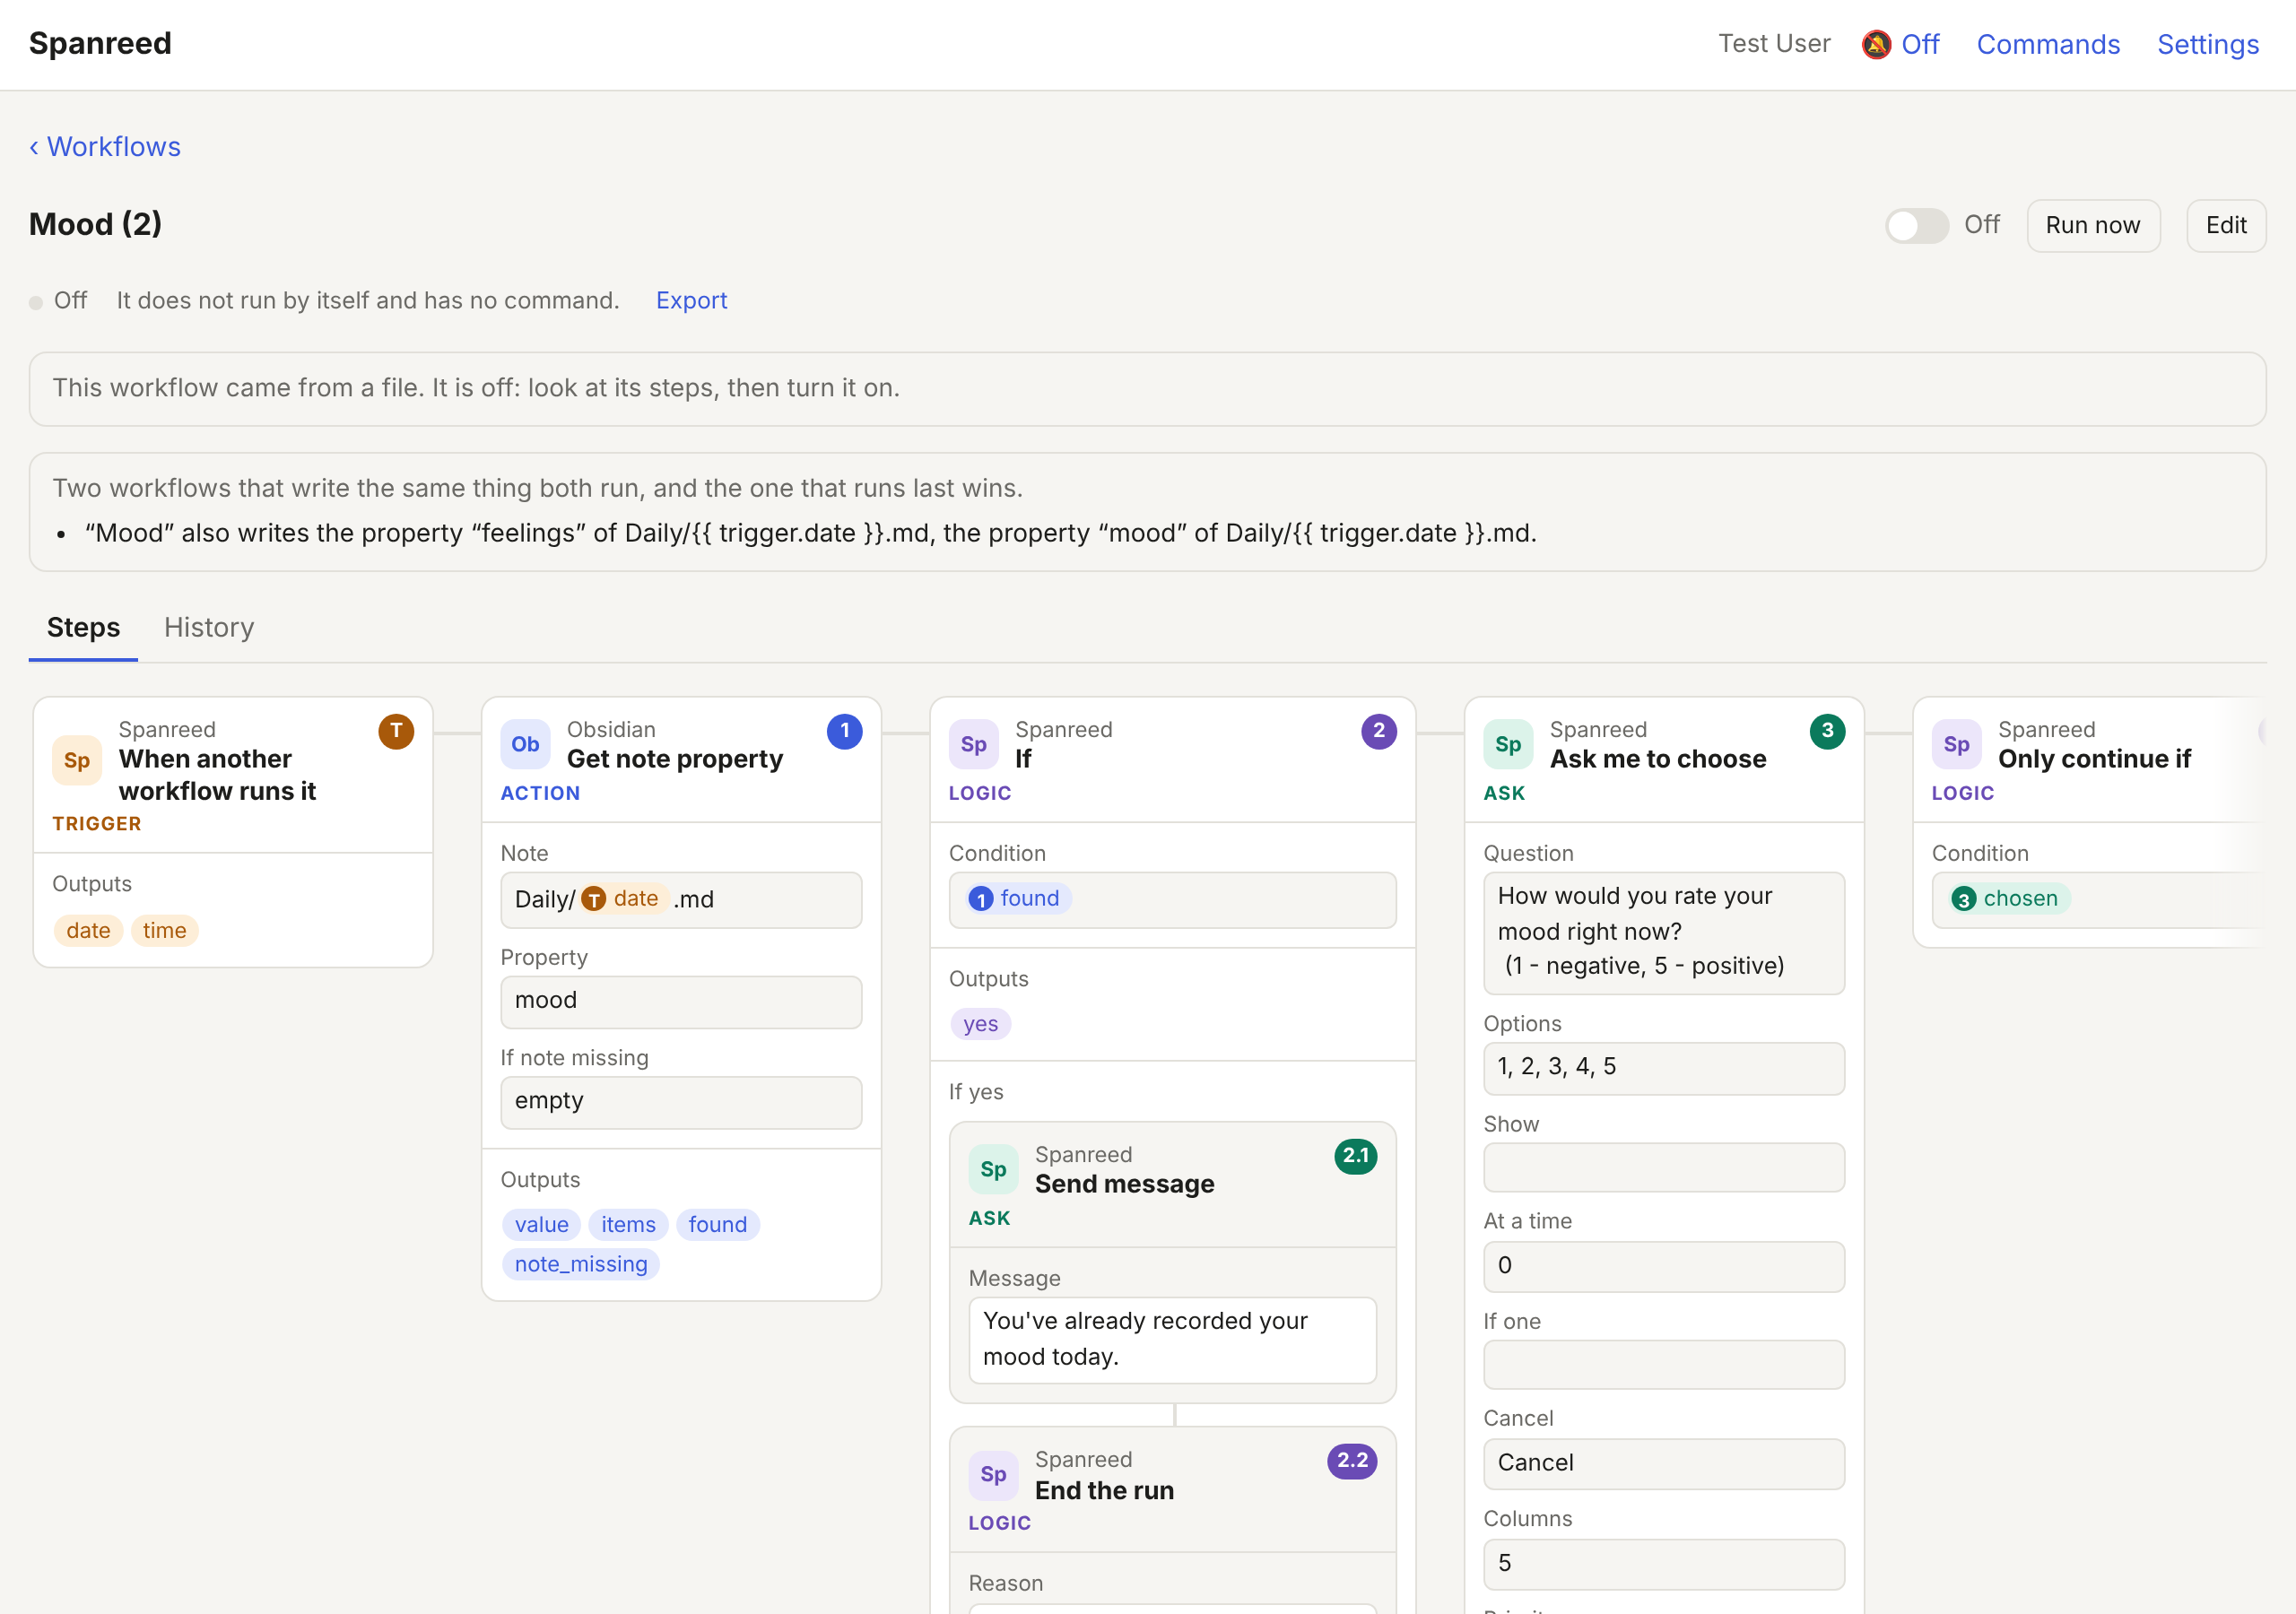 Spanreed
Test User
Off
Commands
Settings
‹ Workflows
Mood (2)
Off
Run now
Edit
Off
It does not run by itself and has no command.
Export
This workflow came from a file. It is off: look at its steps, then turn it on.
Two workflows that write the same thing both run, and the one that runs last wins.
• “Mood” also writes the property “feelings” of Daily/{{ trigger.date }}.md, the property “mood” of Daily/{{ trigger.date }}.md.
Steps
History
Sp
Spanreed
When another
workflow runs it
T
TRIGGER
Outputs
date
time
Ob
Obsidian
Get note property
1
ACTION
Note
Daily/ T date .md
Property
mood
If note missing
empty
Outputs
value
items
found
note_missing
Sp
Spanreed
If
2
LOGIC
Condition
1 found
Outputs
yes
If yes
Sp
Spanreed
Send message
2.1
ASK
Message
You've already recorded your
mood today.
Sp
Spanreed
End the run
2.2
LOGIC
Reason
Sp
Spanreed
Ask me to choose
3
ASK
Question
How would you rate your
mood right now?
(1 - negative, 5 - positive)
Options
1, 2, 3, 4, 5
Show
At a time
0
If one
Cancel
Cancel
Columns
5
Sp
Spanreed
Only continue if
LOGIC
Condition
3 chosen